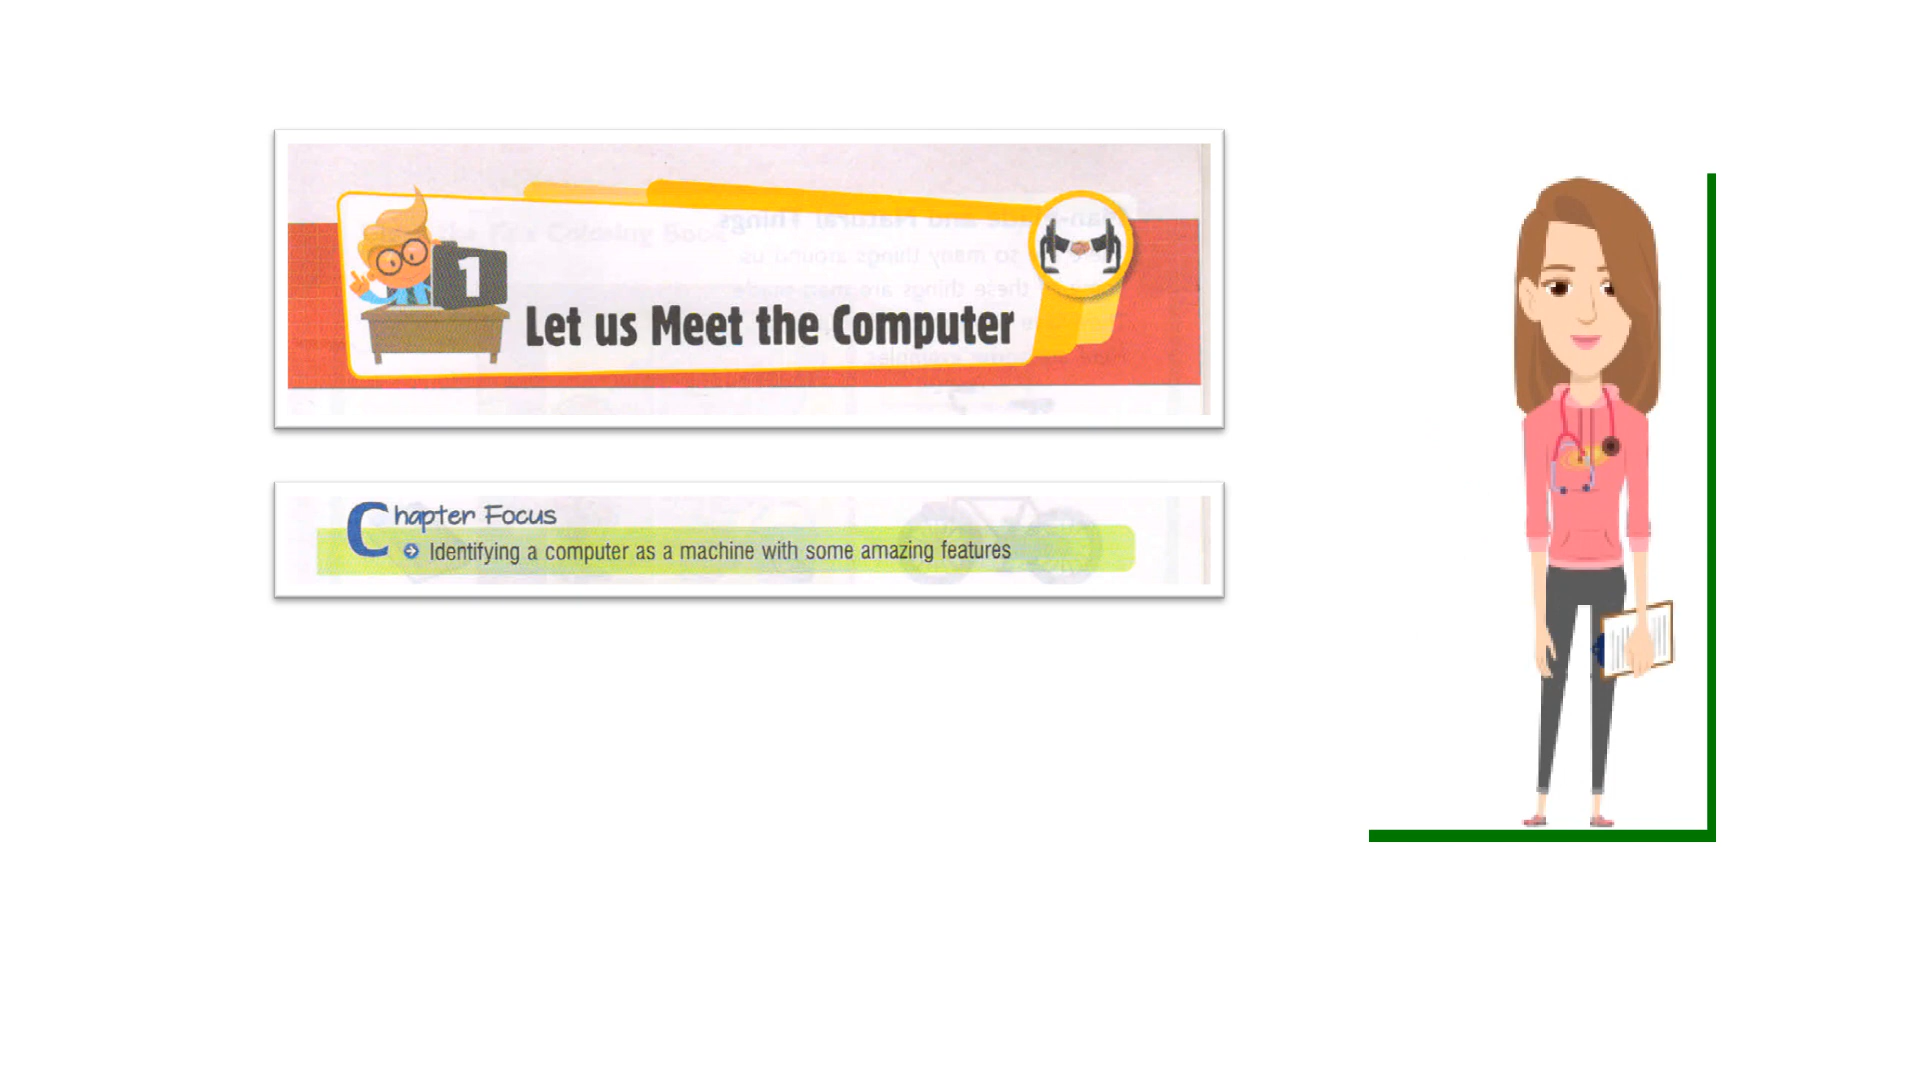 1
Let us Meet the Computer
Chapter Focus
Identifying a computer as a machine with some amazing features